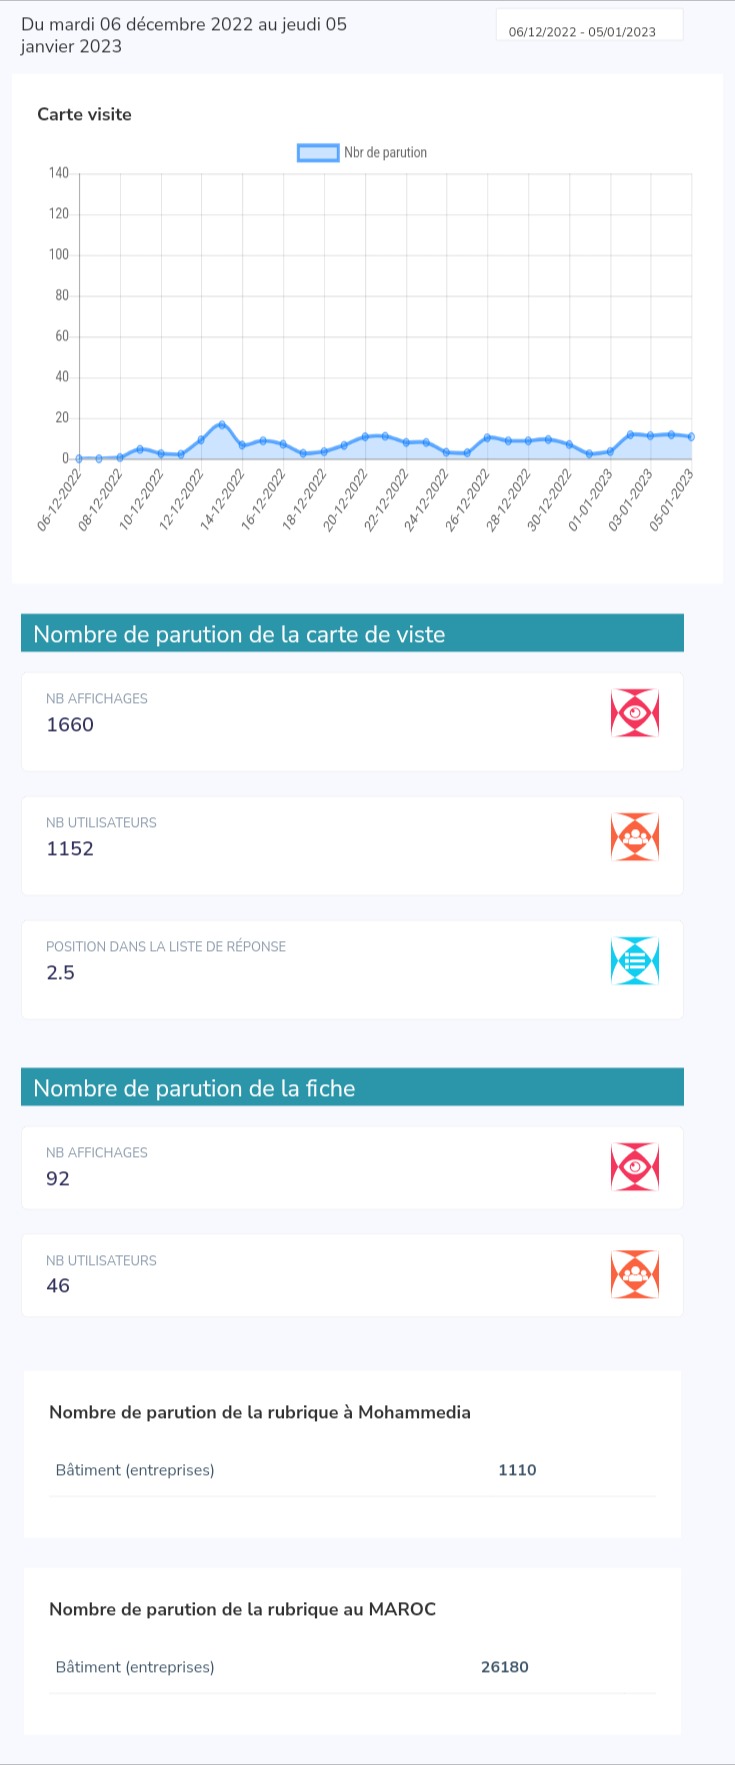 Du mardi 06 décembre 2022 au jeudi 05
janvier 2023
06/12/2022 - 05/01/2023
Carte visite
Nbr de parution
140
120
100
80
60
40
20
0
06-12-2022
08-12-2022
10-12-2022
12-12-2022
14-12-2022
16-12-2022
18-12-2022
20-12-2022
22-12-2022
24-12-2022
26-12-2022
28-12-2022
30-12-2022
01-01-2023
03-01-2023
05-01-2023
Nombre de parution de la carte de viste
NB AFFICHAGES
1660
NB UTILISATEURS
1152
POSITION DANS LA LISTE DE RÉPONSE
2.5
Nombre de parution de la fiche
NB AFFICHAGES
92
NB UTILISATEURS
46
Nombre de parution de la rubrique à Mohammedia
Bâtiment (entreprises) 1110
Nombre de parution de la rubrique au MAROC
Bâtiment (entreprises) 26180